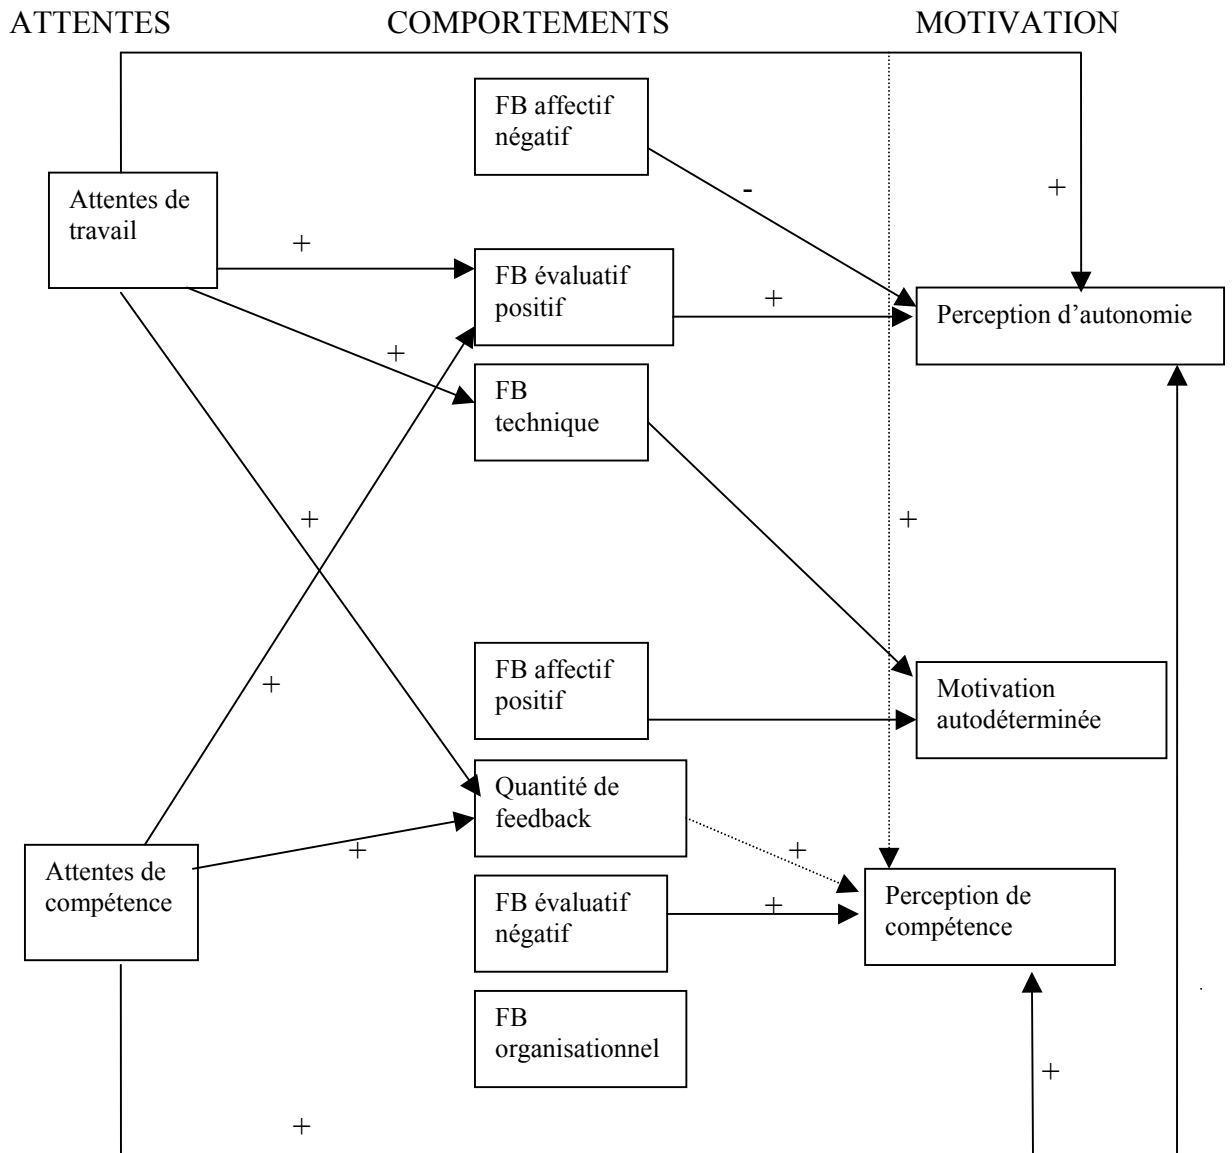 ATTENTES COMPORTEMENTS MOTIVATION
FB affectif
négatif
-
+
Attentes de
travail
+
FB évaluatif
positif
+
Perception d’autonomie
+
FB
technique
+
+
+
FB affectif
positif
Motivation
autodéterminée
Quantité de
feedback
+
+
Attentes de
compétence
FB évaluatif
négatif
+
Perception de
compétence
FB
organisationnel
+
+